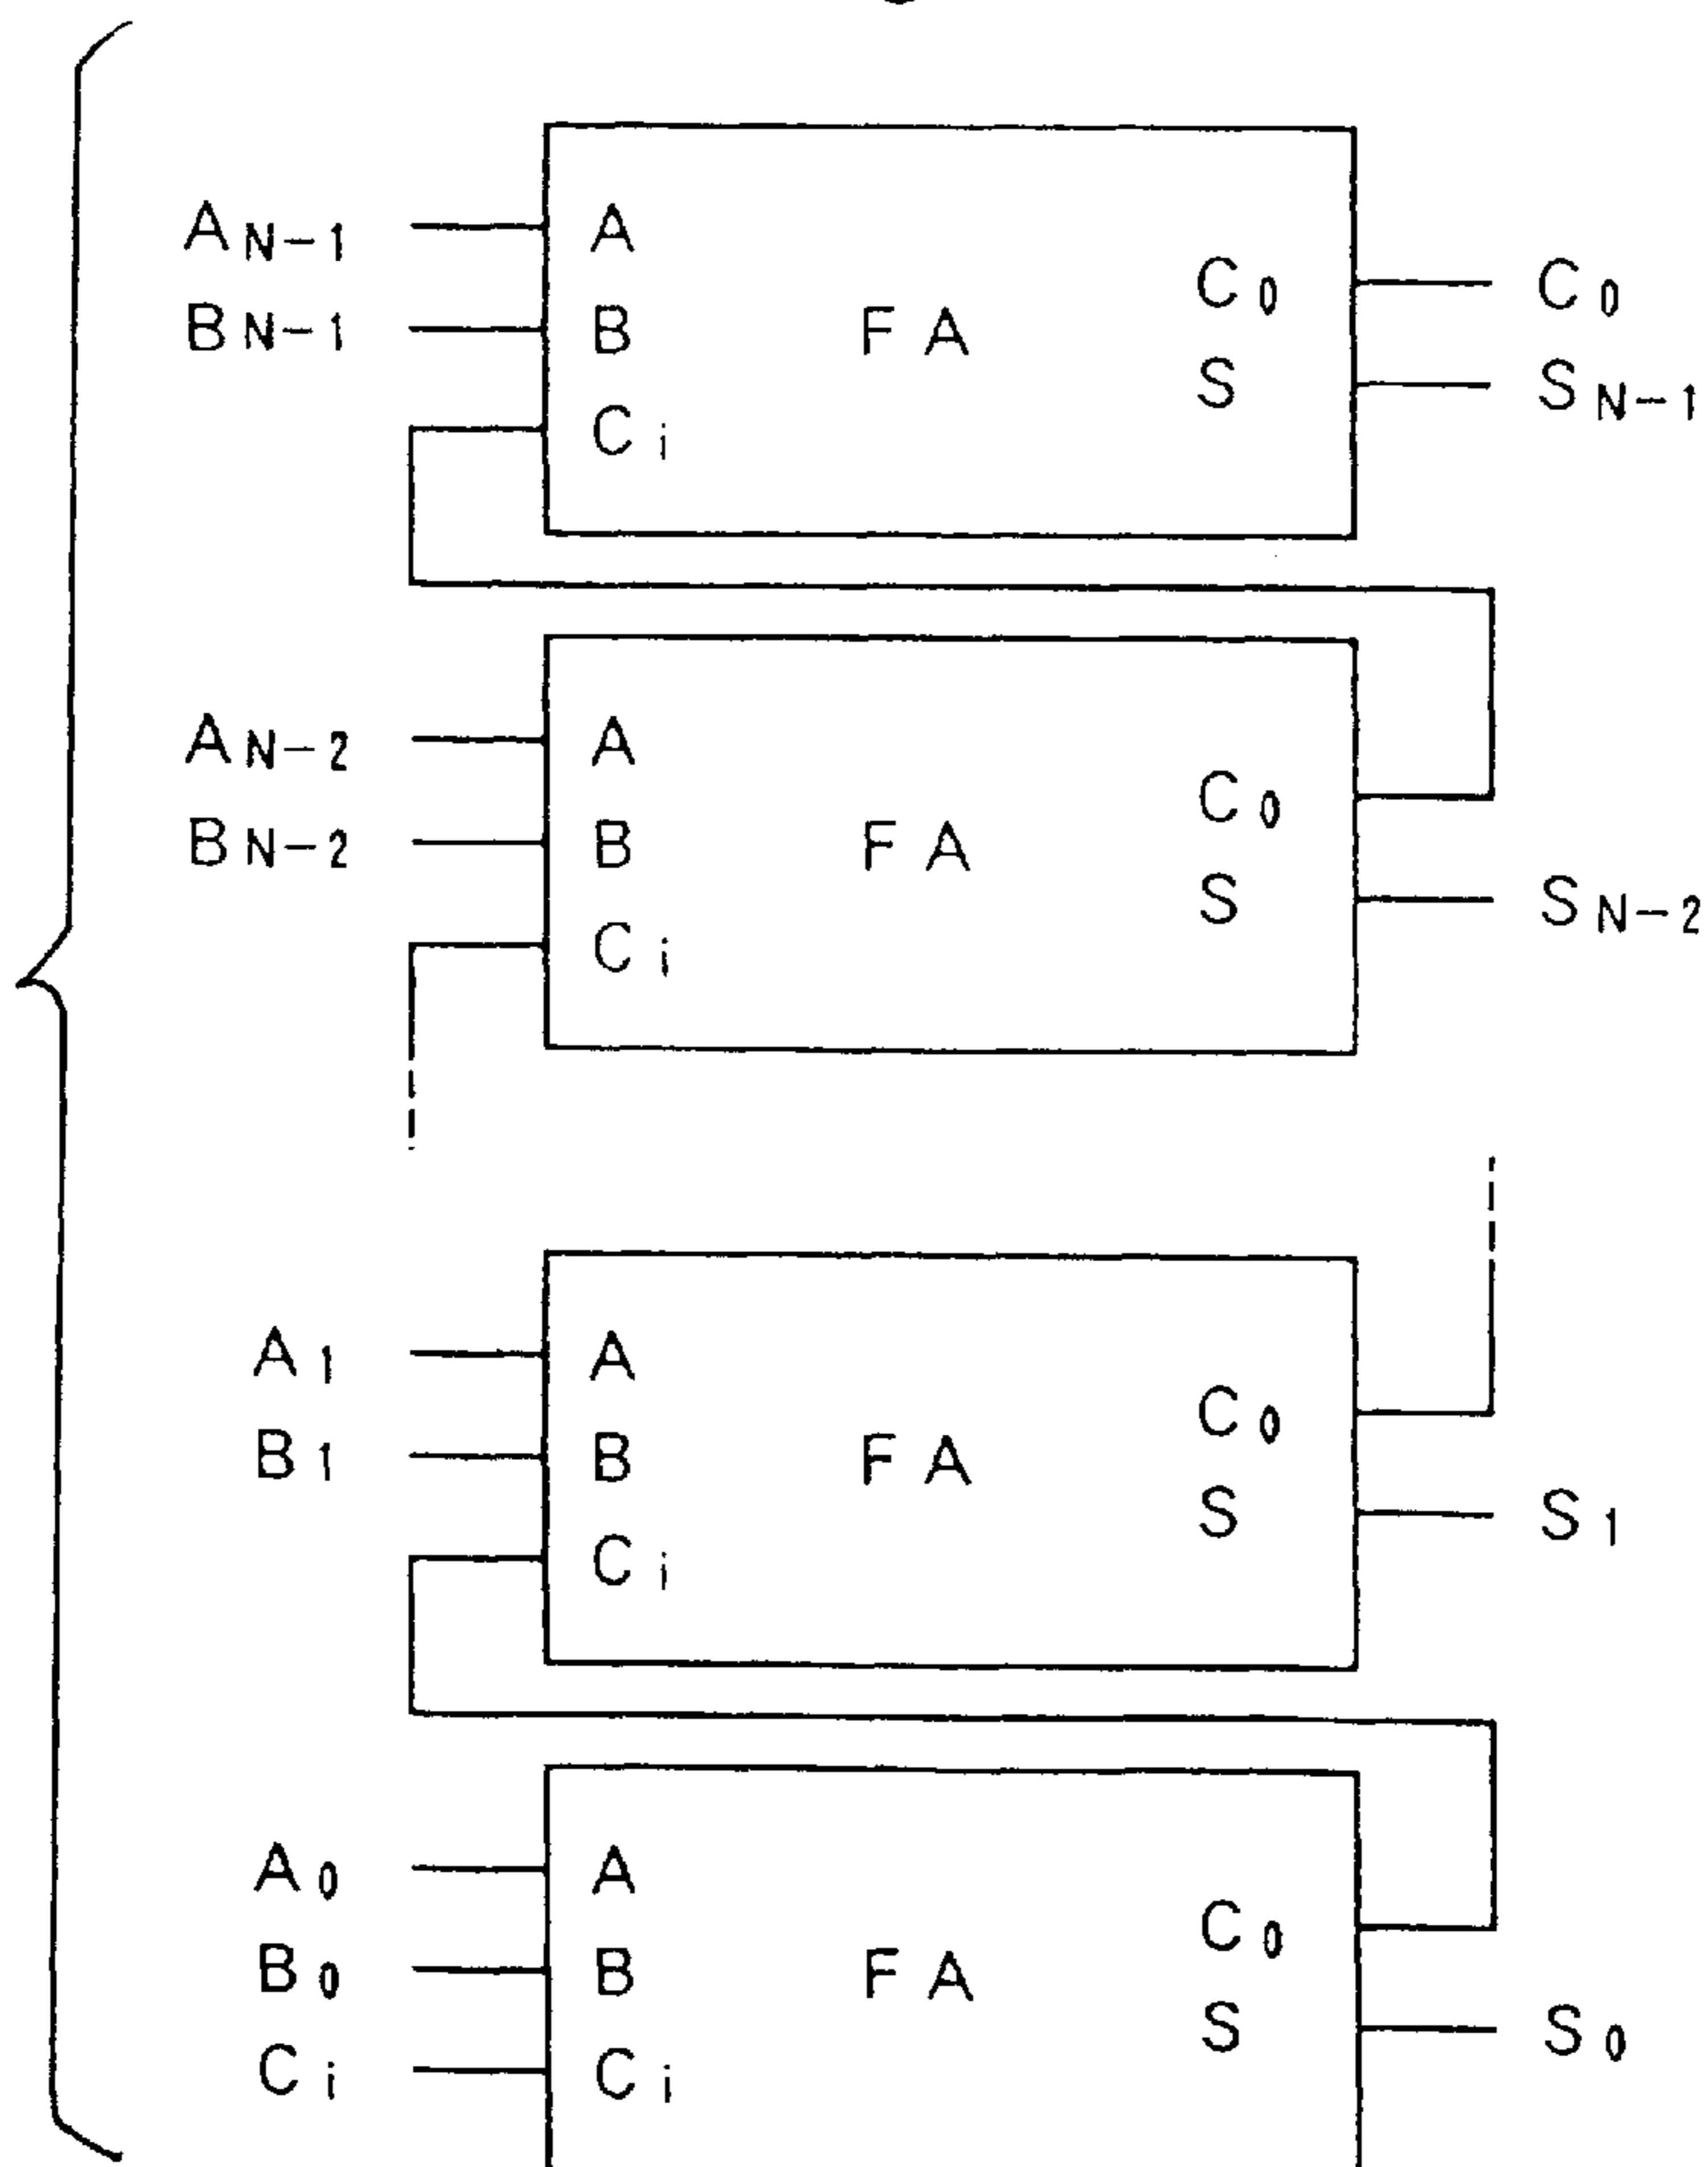 A N-1 A C 0 C 0
B N-1 B F A S S N-1
C i
A N-2 A C 0
B N-2 B F A S S N-2
C i
A 1 A C 0
B 1 B F A S S 1
C i
A 0 A C 0
B 0 B F A S S 0
C i C i